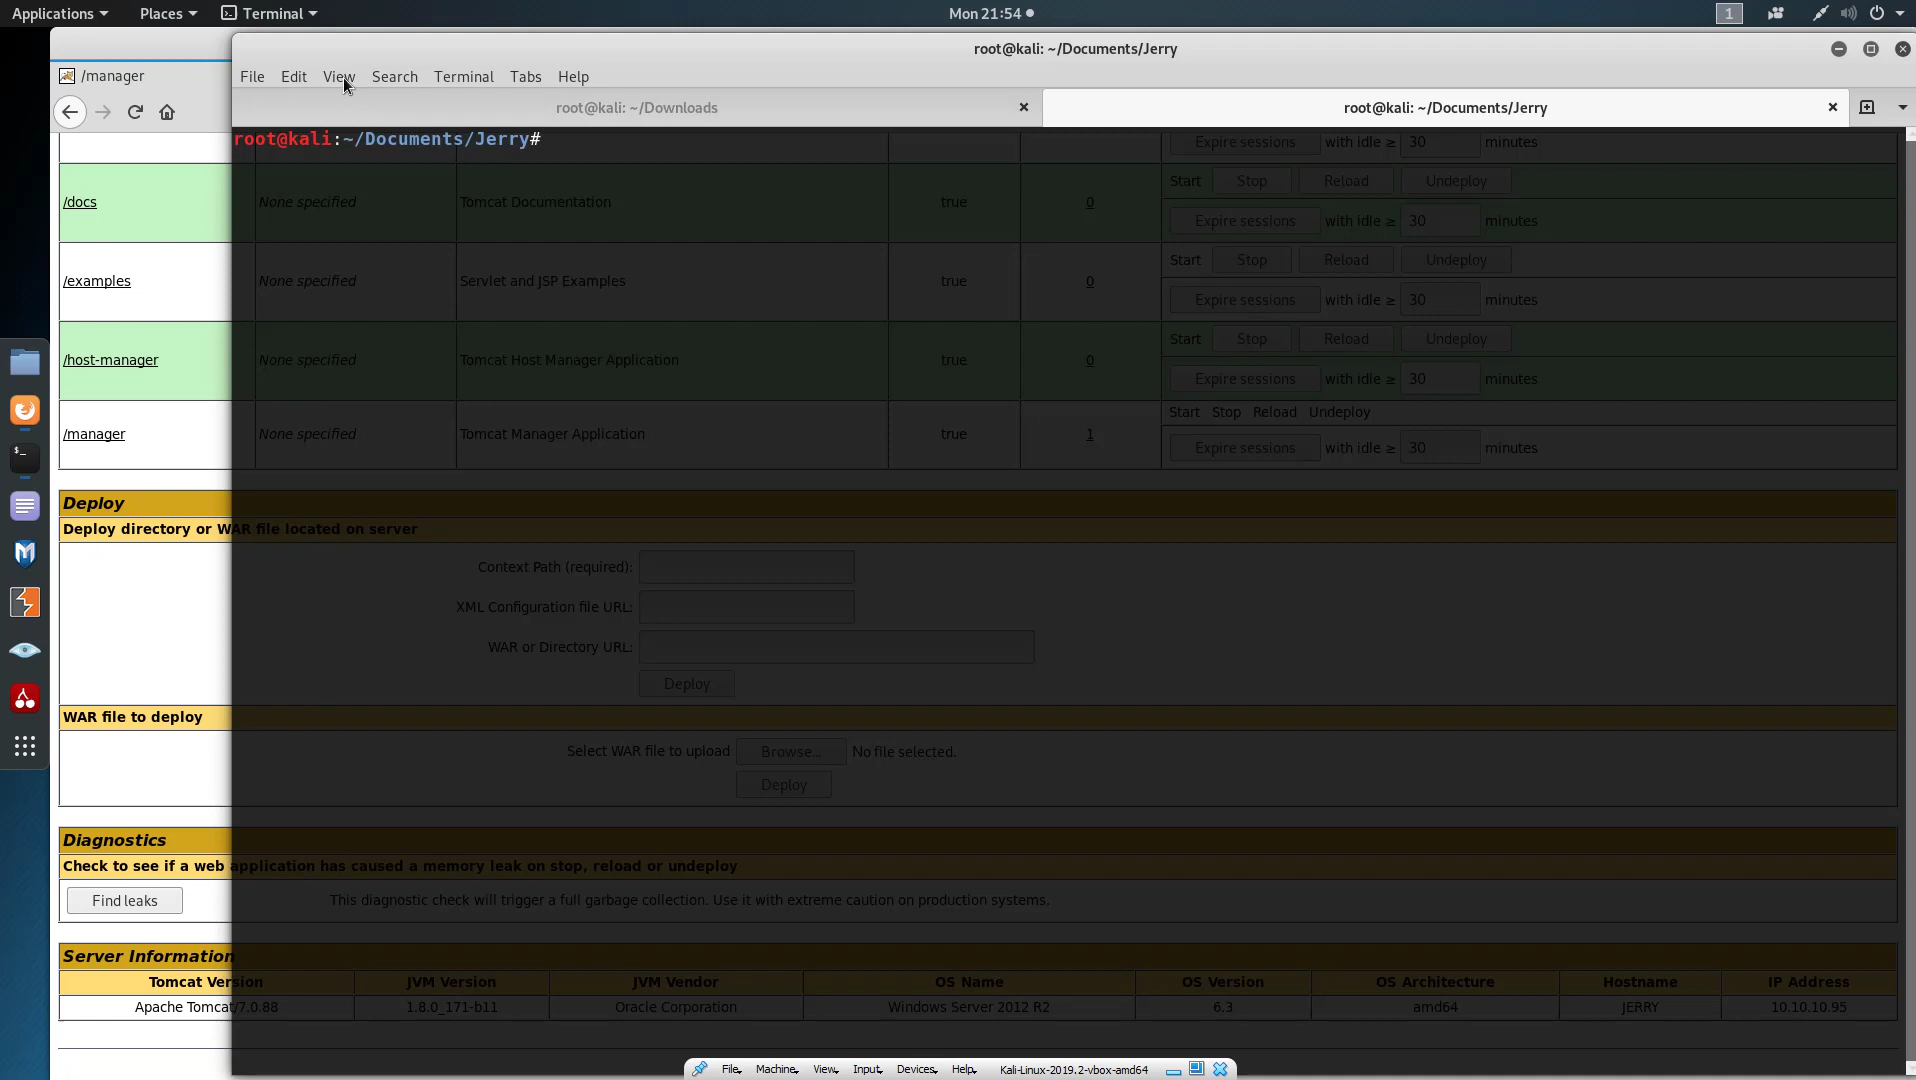 Applications Places Terminal Mon 21:54 1
root@kali: ~/Documents/Jerry
/manager
File Edit View Search Terminal Tabs Help
root@kali: ~/Downloads root@kali: ~/Documents/Jerry
root@kali:~/Documents/Jerry#
Expire sessions with idle ≥ 30 minutes
Start Stop Reload Undeploy
/docs None specified Tomcat Documentation true 0
Expire sessions with idle ≥ 30 minutes
Start Stop Reload Undeploy
/examples None specified Servlet and JSP Examples true 0
Expire sessions with idle ≥ 30 minutes
Start Stop Reload Undeploy
/host-manager None specified Tomcat Host Manager Application true 0
Expire sessions with idle ≥ 30 minutes
Start Stop Reload Undeploy
/manager None specified Tomcat Manager Application true 1
Expire sessions with idle ≥ 30 minutes
Deploy
Deploy directory or WAR file located on server
Context Path (required):
XML Configuration file URL:
WAR or Directory URL:
Deploy
WAR file to deploy
Select WAR file to upload Browse... No file selected.
Deploy
Diagnostics
Check to see if a web application has caused a memory leak on stop, reload or undeploy
Find leaks This diagnostic check will trigger a full garbage collection. Use it with extreme caution on production systems.
Server Information
Tomcat Version JVM Version JVM Vendor OS Name OS Version OS Architecture Hostname IP Address
Apache Tomcat/7.0.88 1.8.0_171-b11 Oracle Corporation Windows Server 2012 R2 6.3 amd64 JERRY 10.10.10.95
File Machine View Input Devices Help Kali-Linux-2019.2-vbox-amd64